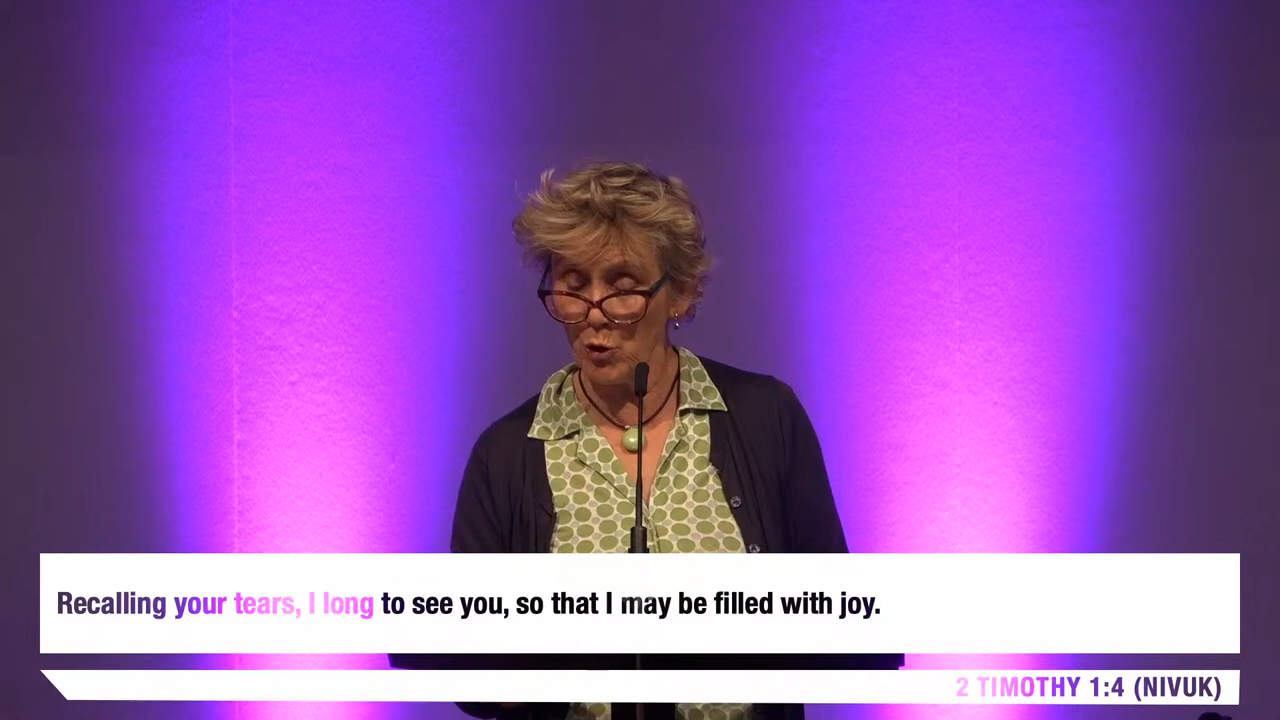 Recalling your tears, I long to see you, so that I may be filled with joy.
2 TIMOTHY 1:4 (NIVUK)